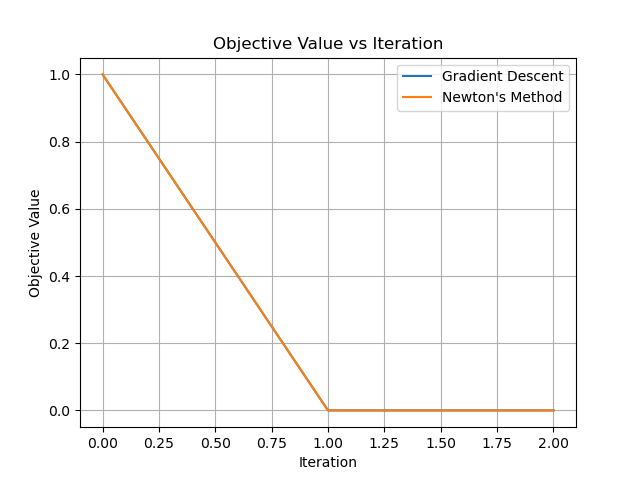 Objective Value vs Iteration
Gradient Descent
Newton's Method
Objective Value
1.0
0.8
0.6
0.4
0.2
0.0
0.00 0.25 0.50 0.75 1.00 1.25 1.50 1.75 2.00
Iteration